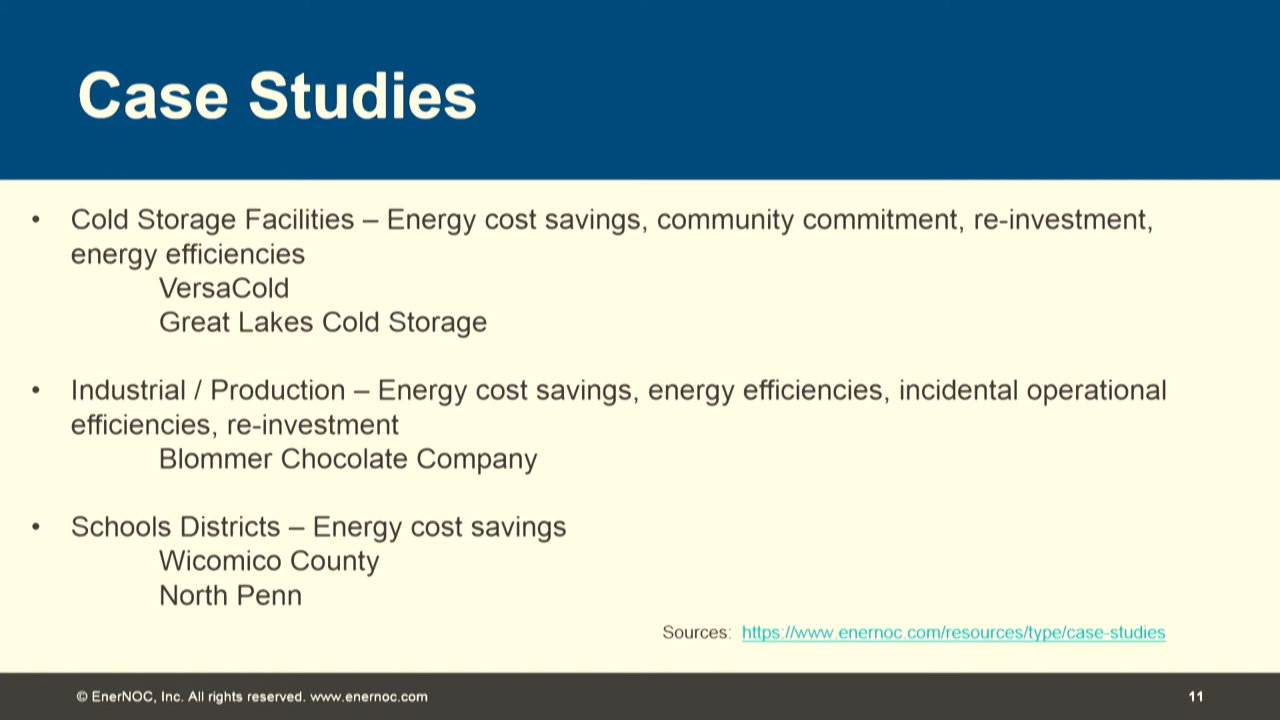 Case Studies
• Cold Storage Facilities – Energy cost savings, community commitment, re-investment,
energy efficiencies
VersaCold
Great Lakes Cold Storage
• Industrial / Production – Energy cost savings, energy efficiencies, incidental operational
efficiencies, re-investment
Blommer Chocolate Company
• Schools Districts – Energy cost savings
Wicomico County
North Penn
Sources: https://www.enernoc.com/resources/type/case-studies
© EnerNOC, Inc. All rights reserved. www.enernoc.com
11